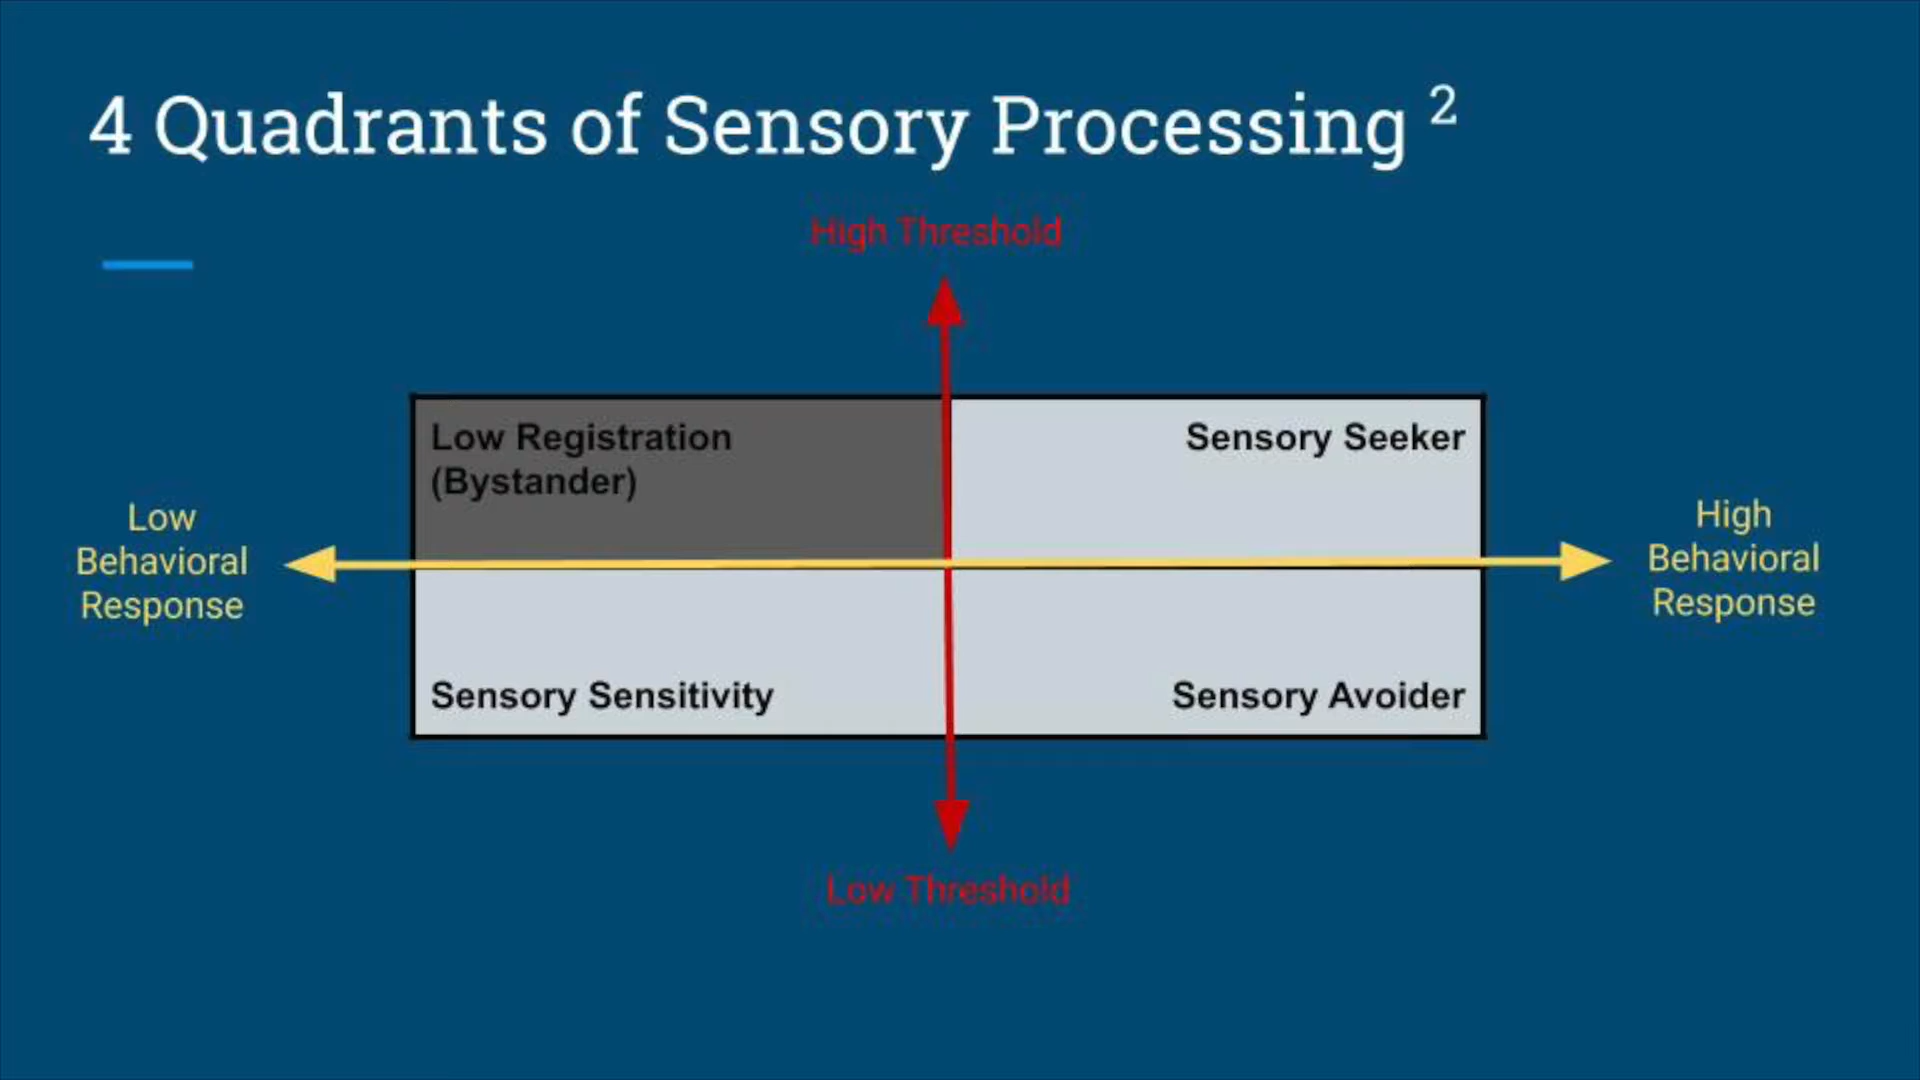 4 Quadrants of Sensory Processing 2
High Threshold
Low Registration
(Bystander)
Sensory Seeker
Low
Behavioral
Response
High
Behavioral
Response
Sensory Sensitivity
Sensory Avoider
Low Threshold